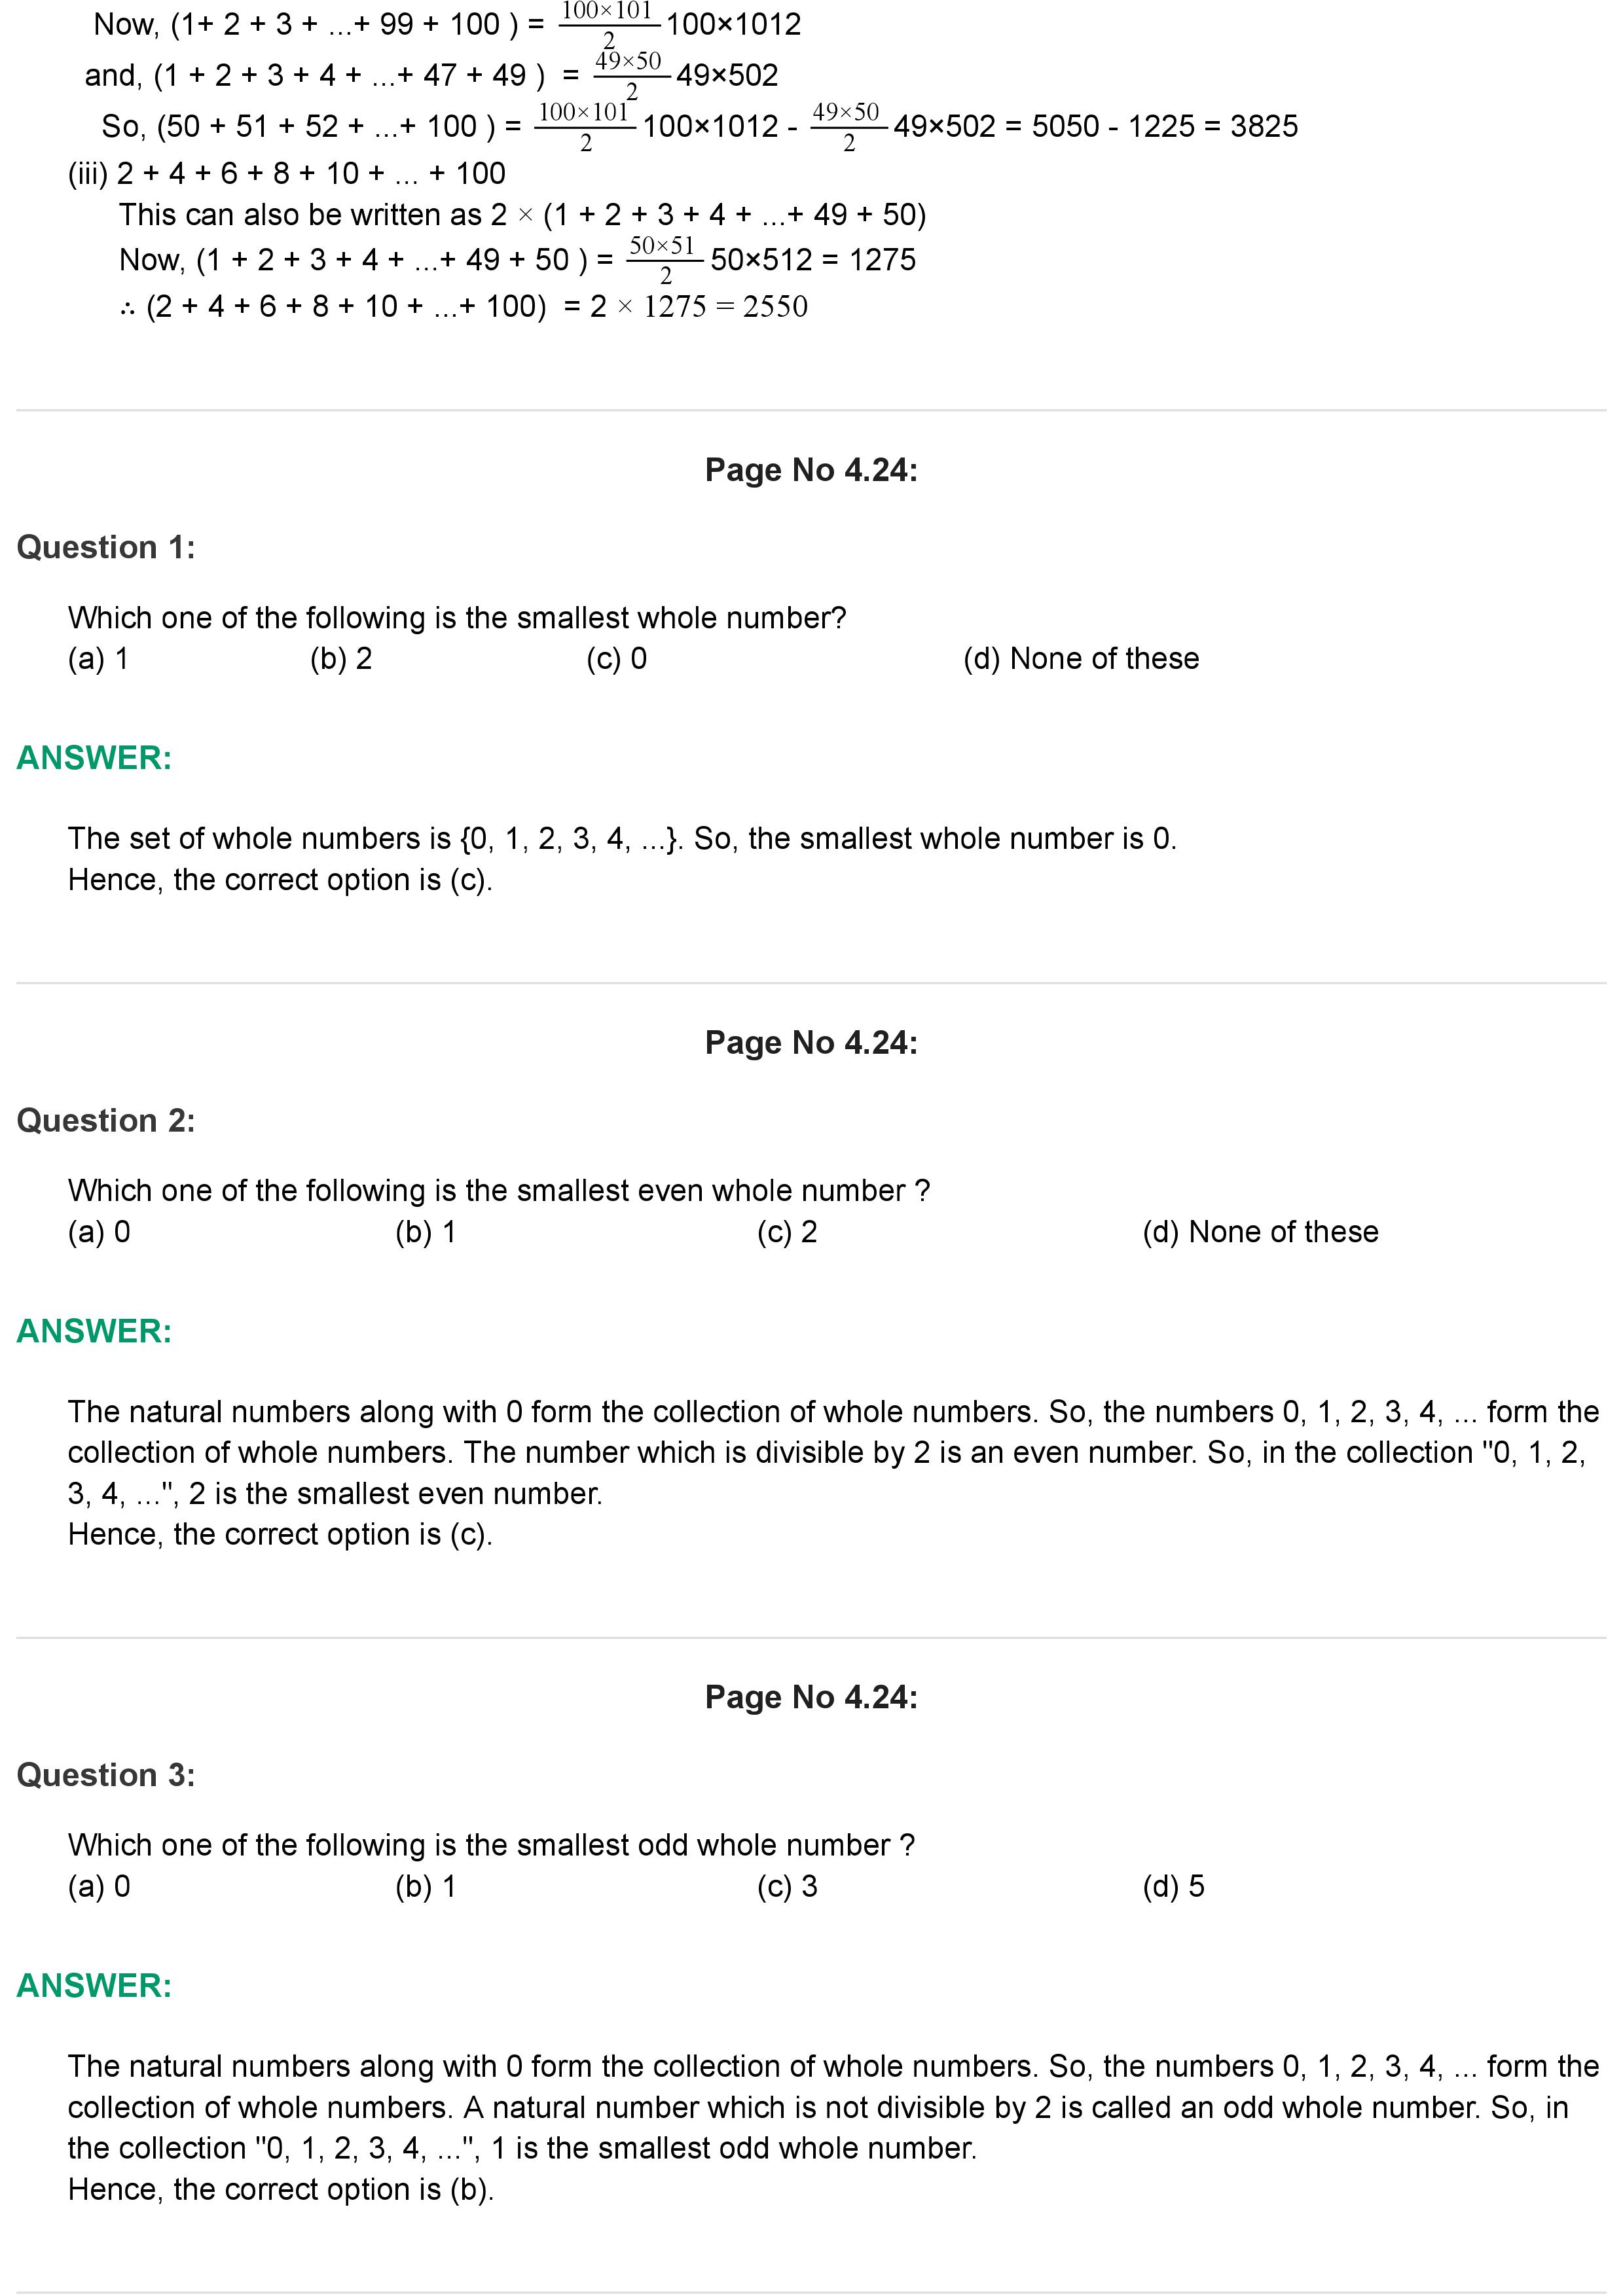 Now, (1+ 2 + 3 + ...+ 99 + 100 ) = 100×101/2 100×1012
and, (1 + 2 + 3 + 4 + ...+ 47 + 49 ) = 49×50/2 49×502
So, (50 + 51 + 52 + ...+ 100 ) = 100×101/2 100×1012 - 49×50/2 49×502 = 5050 - 1225 = 3825
(iii) 2 + 4 + 6 + 8 + 10 + ... + 100
This can also be written as 2 × (1 + 2 + 3 + 4 + ...+ 49 + 50)
Now, (1 + 2 + 3 + 4 + ...+ 49 + 50 ) = 50×51/2 50×512 = 1275
∴ (2 + 4 + 6 + 8 + 10 + ...+ 100) = 2 × 1275 = 2550
Page No 4.24:
Question 1:
Which one of the following is the smallest whole number?
(a) 1 (b) 2 (c) 0 (d) None of these
ANSWER:
The set of whole numbers is {0, 1, 2, 3, 4, ...}. So, the smallest whole number is 0.
Hence, the correct option is (c).
Page No 4.24:
Question 2:
Which one of the following is the smallest even whole number ?
(a) 0 (b) 1 (c) 2 (d) None of these
ANSWER:
The natural numbers along with 0 form the collection of whole numbers. So, the numbers 0, 1, 2, 3, 4, ... form the
collection of whole numbers. The number which is divisible by 2 is an even number. So, in the collection "0, 1, 2,
3, 4, ...", 2 is the smallest even number.
Hence, the correct option is (c).
Page No 4.24:
Question 3:
Which one of the following is the smallest odd whole number ?
(a) 0 (b) 1 (c) 3 (d) 5
ANSWER:
The natural numbers along with 0 form the collection of whole numbers. So, the numbers 0, 1, 2, 3, 4, ... form the
collection of whole numbers. A natural number which is not divisible by 2 is called an odd whole number. So, in
the collection "0, 1, 2, 3, 4, ...", 1 is the smallest odd whole number.
Hence, the correct option is (b).